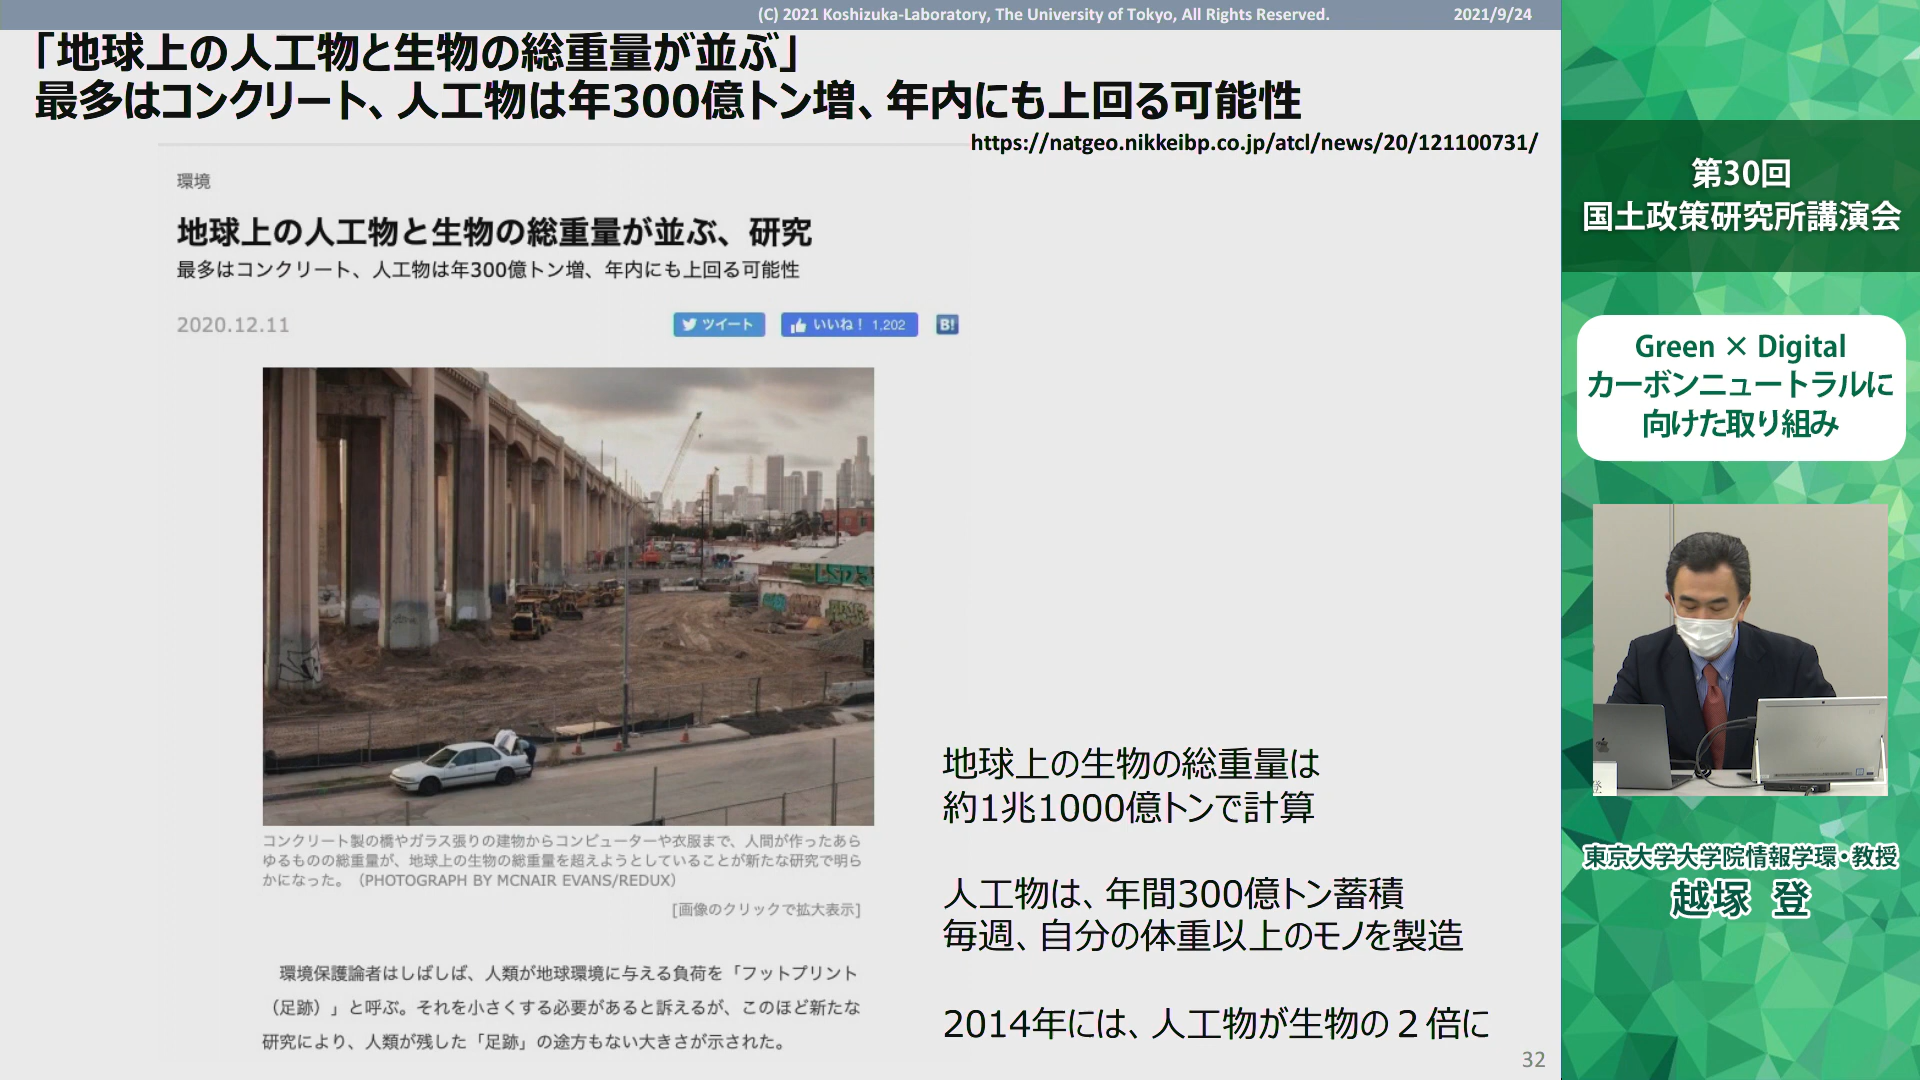 (C) 2021 Koshizuka-Laboratory, The University of Tokyo, All Rights Reserved.
2021/9/24
「地球上の人工物と生物の総重量が並ぶ」
最多はコンクリート、人工物は年300億トン増、年内にも上回る可能性
https://natgeo.nikkeibp.co.jp/atcl/news/20/121100731/
環境
地球上の人工物と生物の総重量が並ぶ、研究
最多はコンクリート、人工物は年300億トン増、年内にも上回る可能性
2020.12.11
ツイート
いいね！ 1,202
B!
コンクリート製の橋やガラス張りの建物からコンピューターや衣服まで、人間が作ったあら
ゆるものの総重量が、地球上の生物の総重量を超えようとしていることが新たな研究で明ら
かになった。（PHOTOGRAPH BY MCNAIR EVANS/REDUX）
[画像のクリックで拡大表示]
環境保護論者はしばしば、人類が地球環境に与える負荷を「フットプリント
（足跡）」と呼ぶ。それを小さくする必要があると訴えるが、このほど新たな
研究により、人類が残した「足跡」の途方もない大きさが示された。
地球上の生物の総重量は
約1兆1000億トンで計算
人工物は、年間300億トン蓄積
毎週、自分の体重以上のモノを製造
2014年には、人工物が生物の２倍に
32
第30回
国土政策研究所講演会
Green × Digital
カーボンニュートラルに
向けた取り組み
登
東京大学大学院情報学環・教授
越塚 登